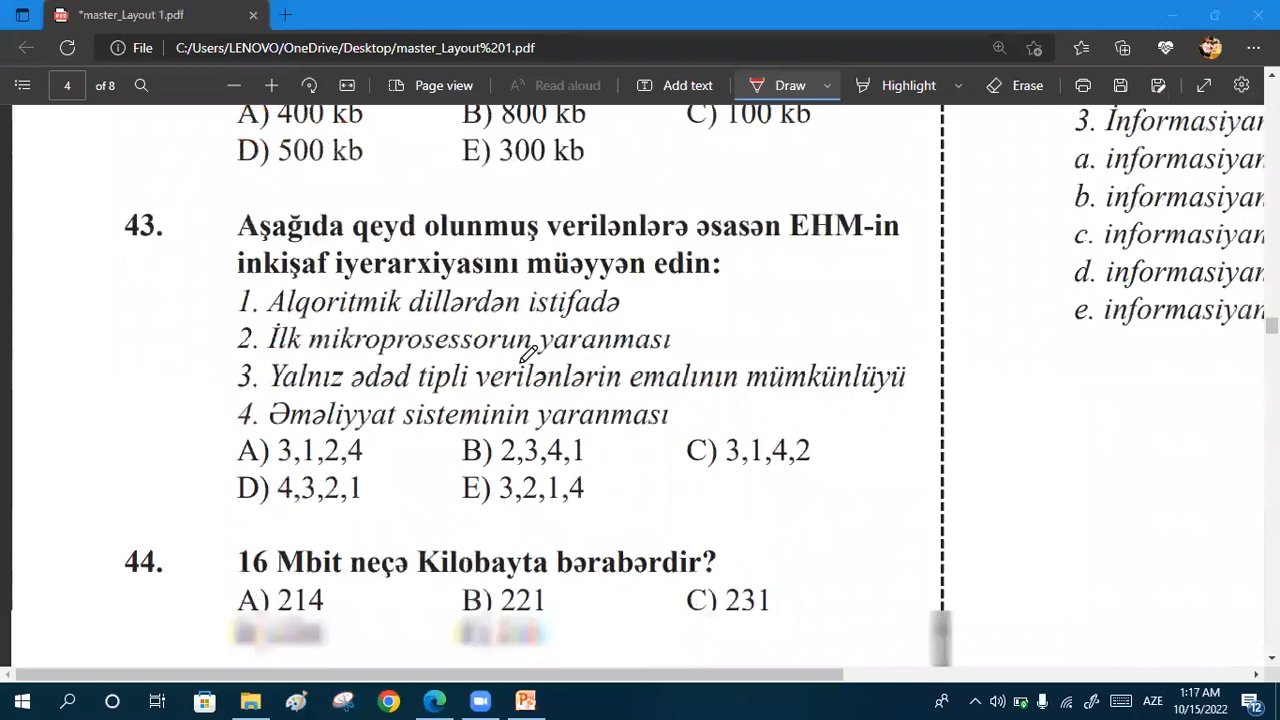 *master_Layout T.pdf
File
C:/Users/LENOVO/OneDrive/Desktop/master_Layout%201.pdf
4 of 8
Page view
Read aloud
Add text
Draw
Highlight
Erase
A) 400 kb B) 800 kb C) 100 kb
D) 500 kb E) 300 kb
43. Aşağıda qeyd olunmuş verilənlərə əsasən EHM-in
inkişaf iyerarxiyasını müəyyən edin:
1. Alqoritmik dillərdən istifadə
2. İlk mikroprosessorun yaranması
3. Yalnız ədəd tipli verilənlərin emalının mümkünlüyü
4. Əməliyyat sisteminin yaranması
A) 3,1,2,4 B) 2,3,4,1 C) 3,1,4,2
D) 4,3,2,1 E) 3,2,1,4
44. 16 Mbit neçə Kilobayta bərabərdir?
A) 214 B) 221 C) 231
3. İnformasiyan
a. informasiyan
b. informasiyan
c. informasiyan
d. informasiyan
e. informasiyan
AZE
1:17 AM
10/15/2022
12